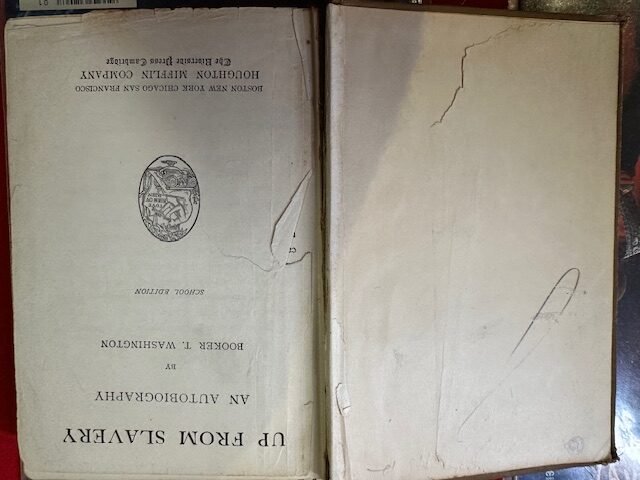 UP FROM SLAVERY
AN AUTOBIOGRAPHY
BY
BOOKER T. WASHINGTON
SCHOOL EDITION
BOSTON NEW YORK CHICAGO SAN FRANCISCO
HOUGHTON MIFFLIN COMPANY
The Riverside Press Cambridge